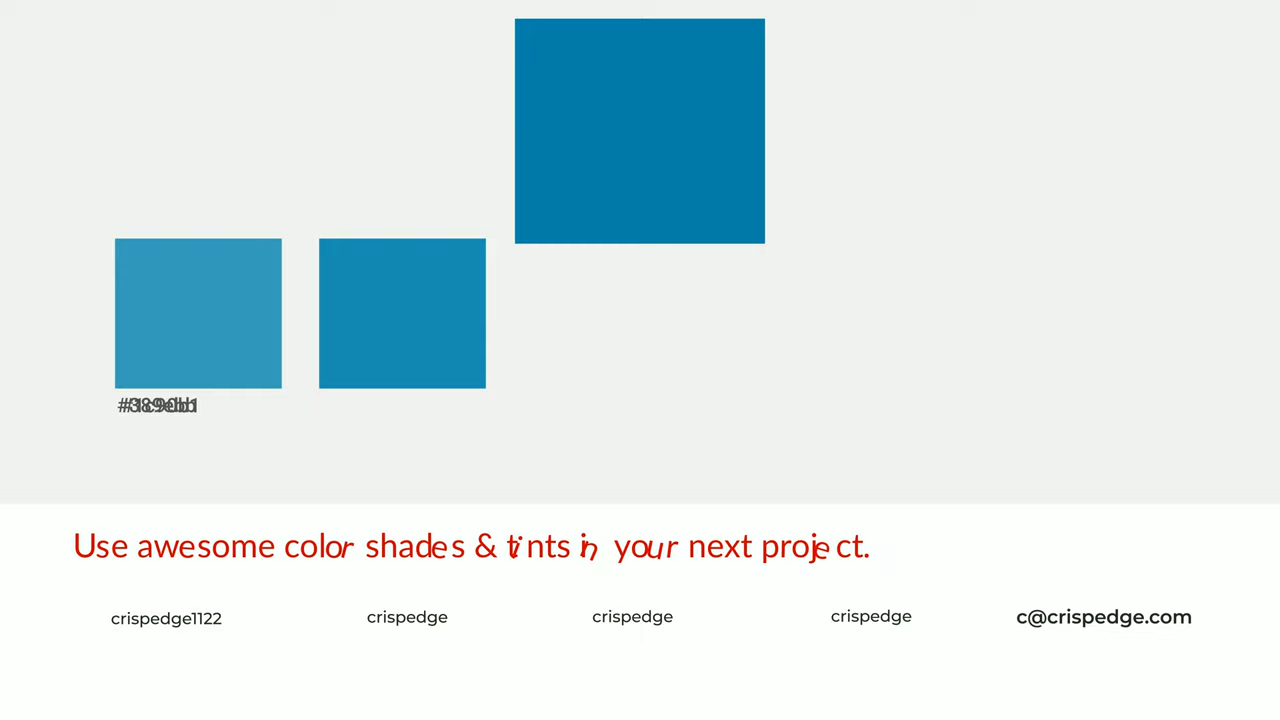 Use awesome color shades & tints in your next project.
crispedge1122 crispedge crispedge crispedge c@crispedge.com